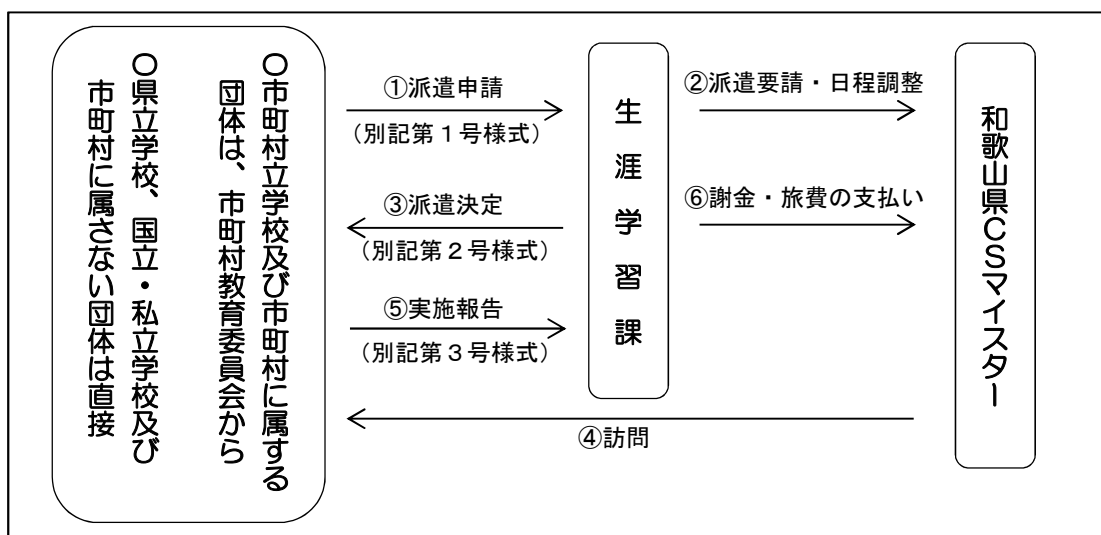 〇市町村立学校及び市町村に属する
団体は、市町村教育委員会から
〇県立学校、国立・私立学校及び
市町村に属さない団体は直接
①派遣申請
(別記第１号様式)
③派遣決定
(別記第２号様式)
⑤実施報告
(別記第３号様式)
生涯学習課
②派遣要請・日程調整
⑥謝金・旅費の支払い
④訪問
和歌山県CSマイスター